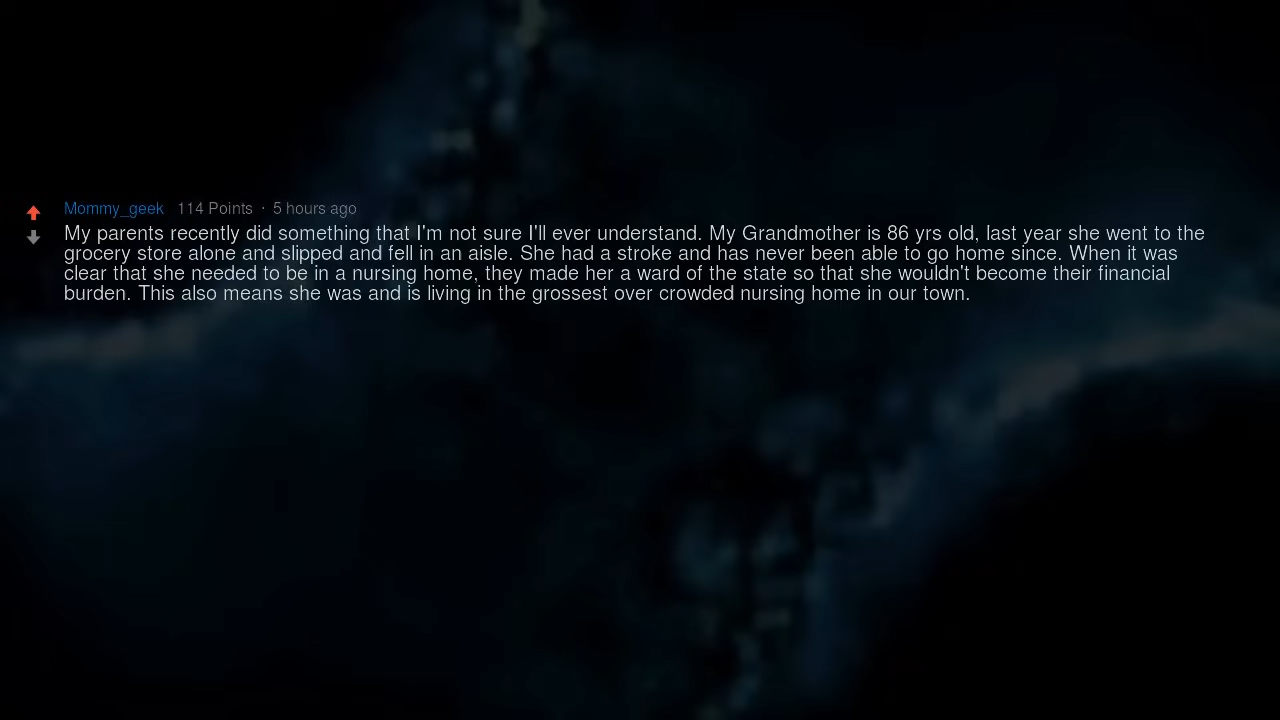 Mommy_geek 114 Points · 5 hours ago
My parents recently did something that I'm not sure I'll ever understand. My Grandmother is 86 yrs old, last year she went to the
grocery store alone and slipped and fell in an aisle. She had a stroke and has never been able to go home since. When it was
clear that she needed to be in a nursing home, they made her a ward of the state so that she wouldn't become their financial
burden. This also means she was and is living in the grossest over crowded nursing home in our town.